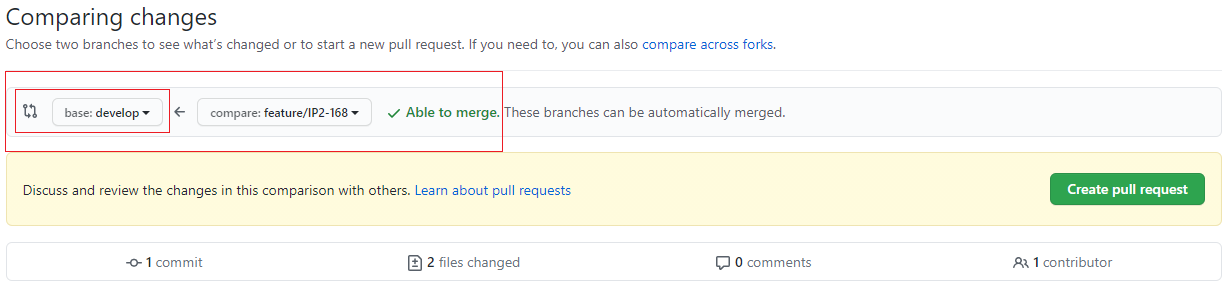 Comparing changes
Choose two branches to see what’s changed or to start a new pull request. If you need to, you can also compare across forks.
base: develop compare: feature/IP2-168 Able to merge. These branches can be automatically merged.
Discuss and review the changes in this comparison with others. Learn about pull requests Create pull request
1 commit 2 files changed 0 comments 1 contributor